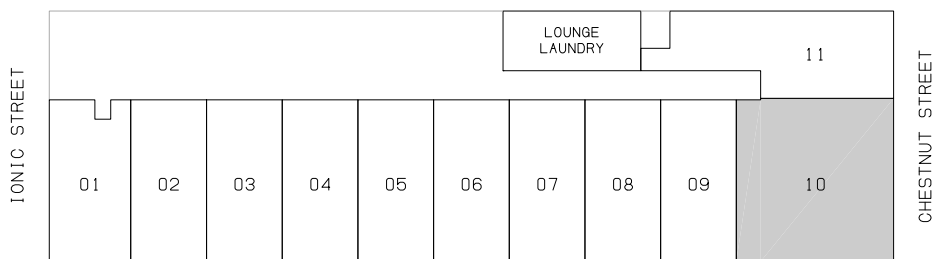 LOUNGE
LAUNDRY
11
IONIC STREET
CHESTNUT STREET
01
02
03
04
05
06
07
08
09
10